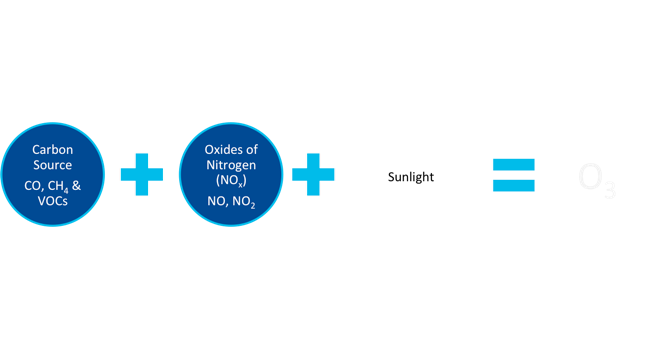 Carbon
Source
CO, CH₄ &
VOCs
Oxides of
Nitrogen
(NOₓ)
NO, NO₂
Sunlight
O₃